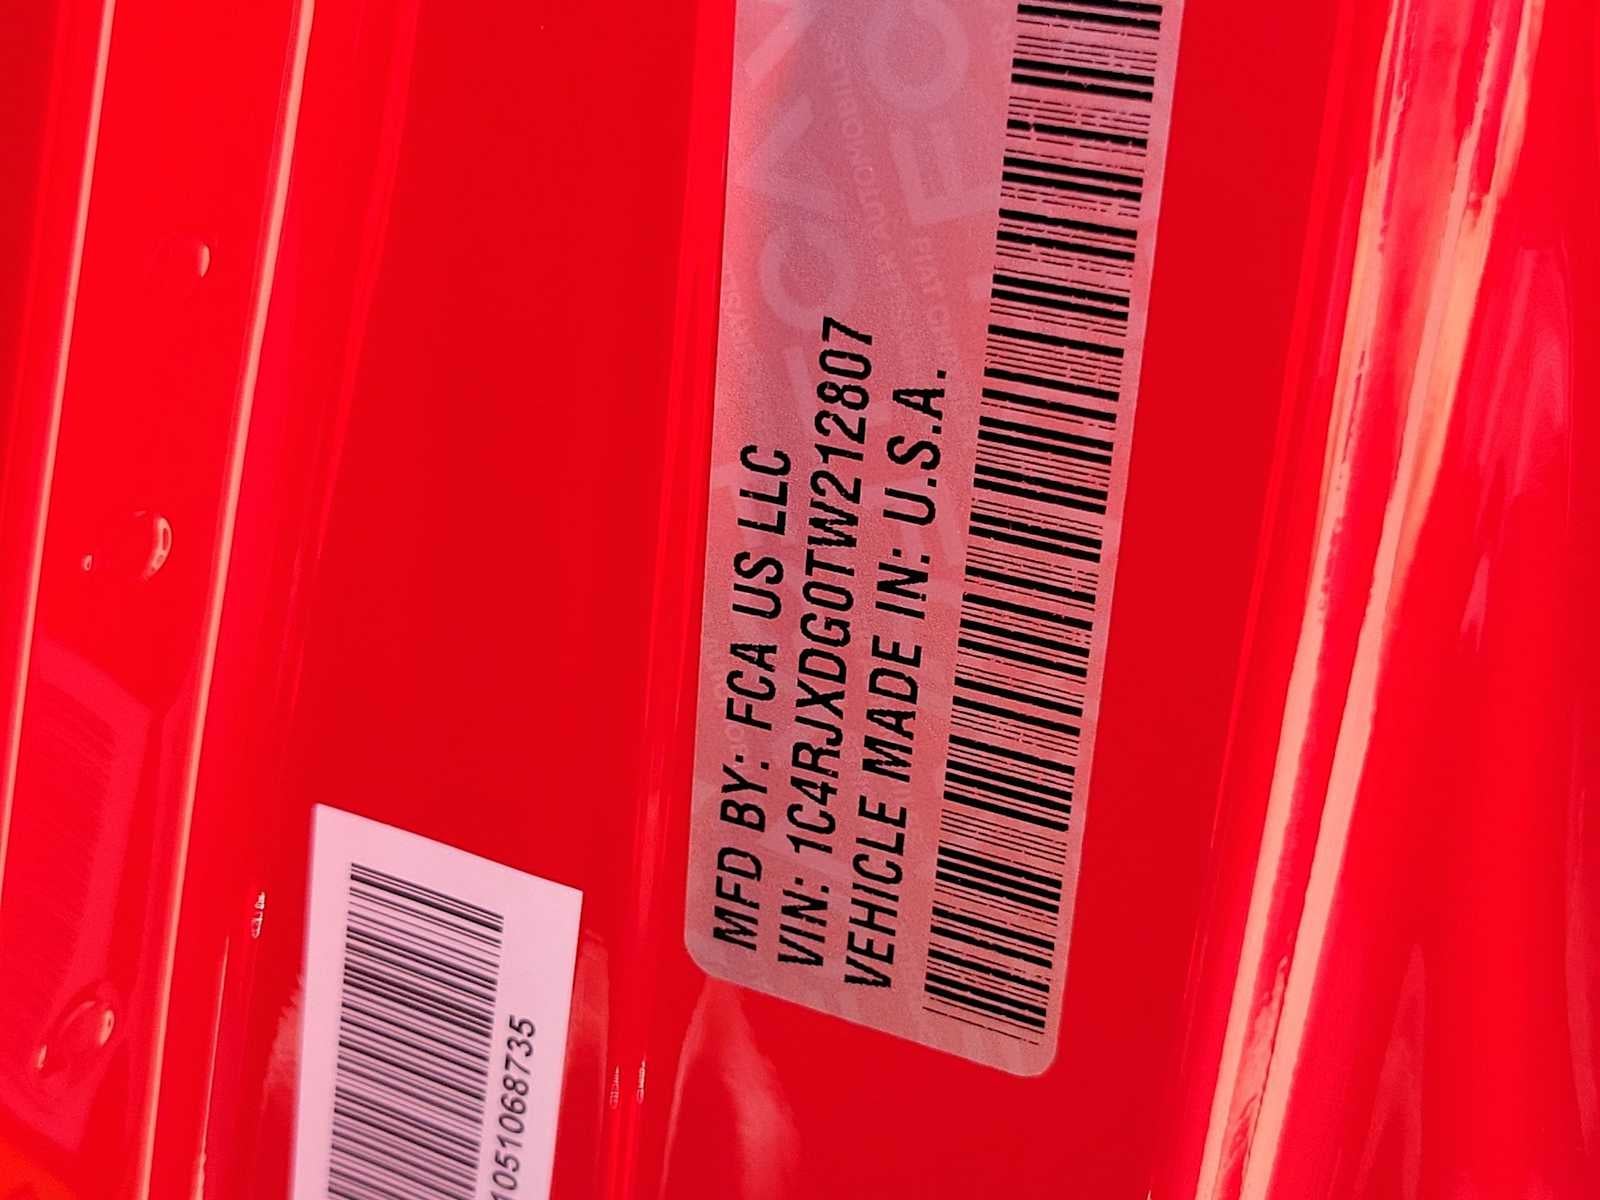 MFD BY: FCA US LLC
VIN: 1C4RJXDG0TW212807
VEHICLE MADE IN: U.S.A.
1051068735